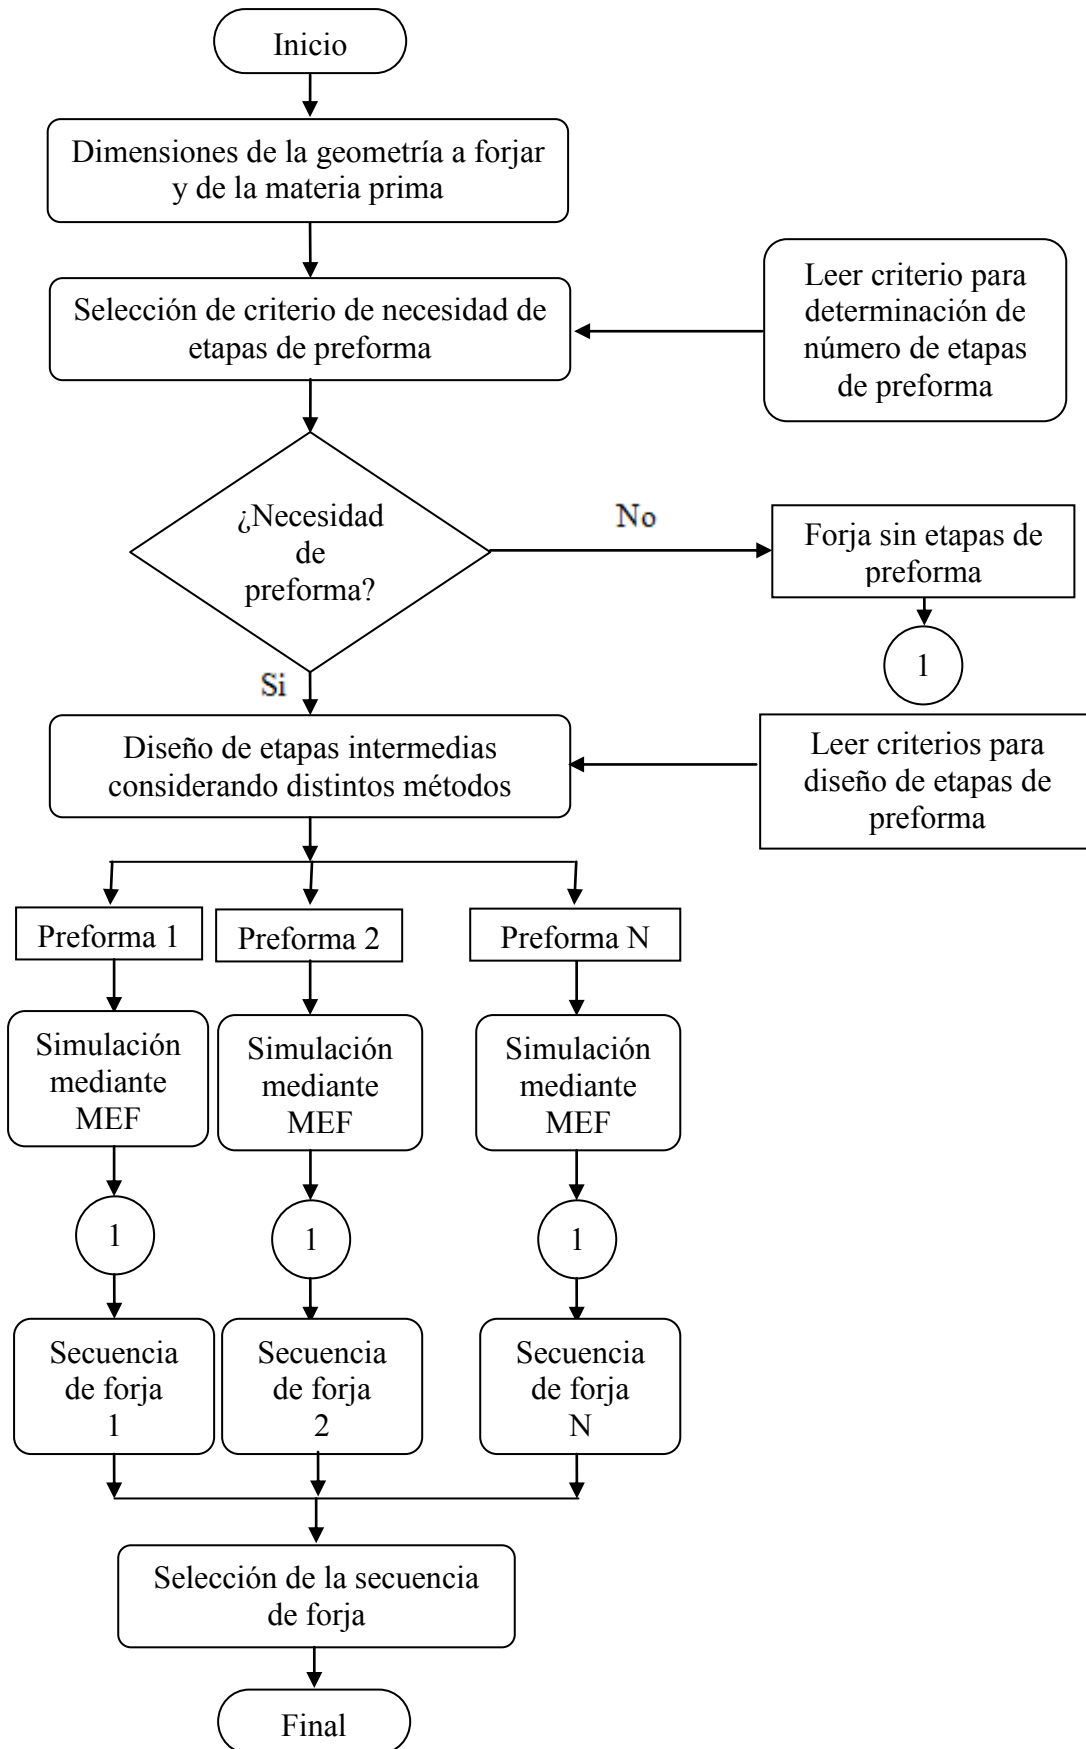 Inicio
Dimensiones de la geometría a forjar
y de la materia prima
Selección de criterio de necesidad de
etapas de preforma
Leer criterio para
determinación de
número de etapas
de preforma
¿Necesidad
de
preforma?
No
Forja sin etapas de
preforma
1
Si
Diseño de etapas intermedias
considerando distintos métodos
Leer criterios para
diseño de etapas de
preforma
Preforma 1
Preforma 2
Preforma N
Simulación
mediante
MEF
Simulación
mediante
MEF
Simulación
mediante
MEF
1
1
1
Secuencia
de forja
1
Secuencia
de forja
2
Secuencia
de forja
N
Selección de la secuencia
de forja
Final